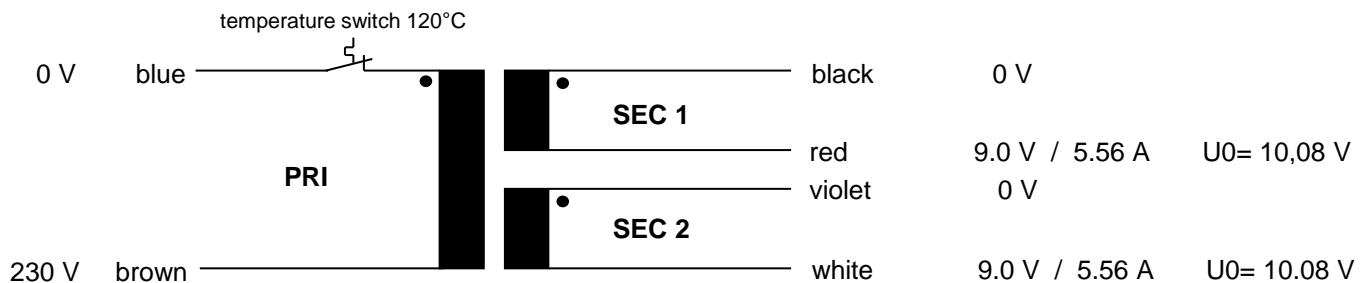 temperature switch 120°C
0 V blue black 0 V
SEC 1
red 9.0 V / 5.56 A U0= 10,08 V
PRI
violet 0 V
SEC 2
230 V brown white 9.0 V / 5.56 A U0= 10.08 V